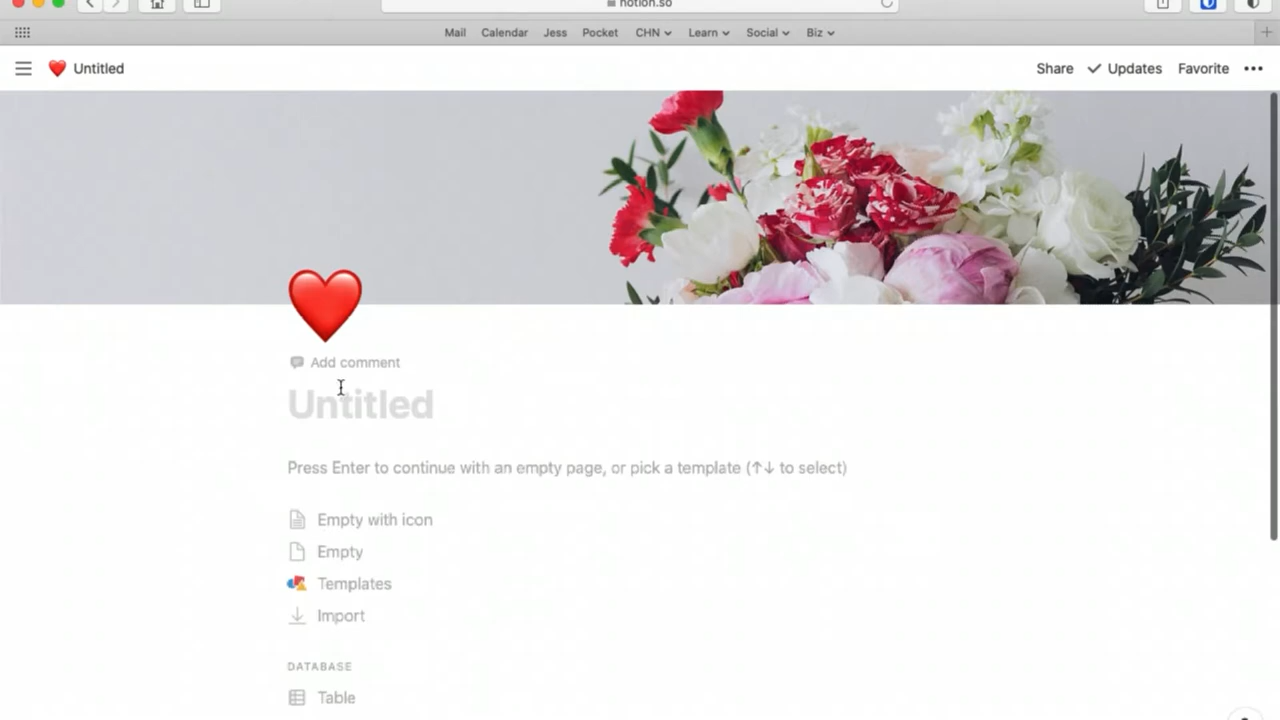 notion.so
Mail Calendar Jess Pocket CHN Learn Social Biz
Untitled Share Updates Favorite
Add comment
Untitled
Press Enter to continue with an empty page, or pick a template (↑↓ to select)
Empty with icon
Empty
Templates
Import
DATABASE
Table